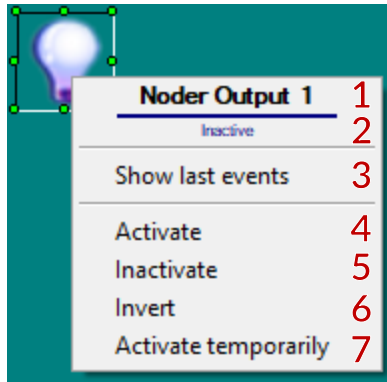 Noder Output 1 1
Inactive 2
Show last events 3
Activate 4
Inactivate 5
Invert 6
Activate temporarily 7